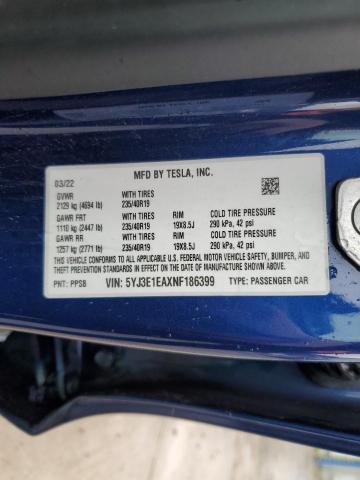 MFD BY TESLA, INC.
03/22
GVWR WITH TIRES
2129 kg (4694 lb) 235/40R19
GAWR FRT WITH TIRES RIM COLD TIRE PRESSURE
1110 kg (2447 lb) 235/40R19 19X8.5J 290 kPa, 42 psi
GAWR RR WITH TIRES RIM COLD TIRE PRESSURE
1257 kg (2771 lb) 235/40R19 19X8.5J 290 kPa, 42 psi
THIS VEHICLE CONFORMS TO ALL
APPLICABLE U.S. FEDERAL MOTOR VEHICLE SAFETY, BUMPER, AND
THEFT PREVENTION STANDARDS IN EFFECT ON THE DATE OF
MANUFACTURE SHOWN ABOVE.
PNT: PPSB VIN: 5YJ3E1EAXNF186399 TYPE: PASSENGER CAR